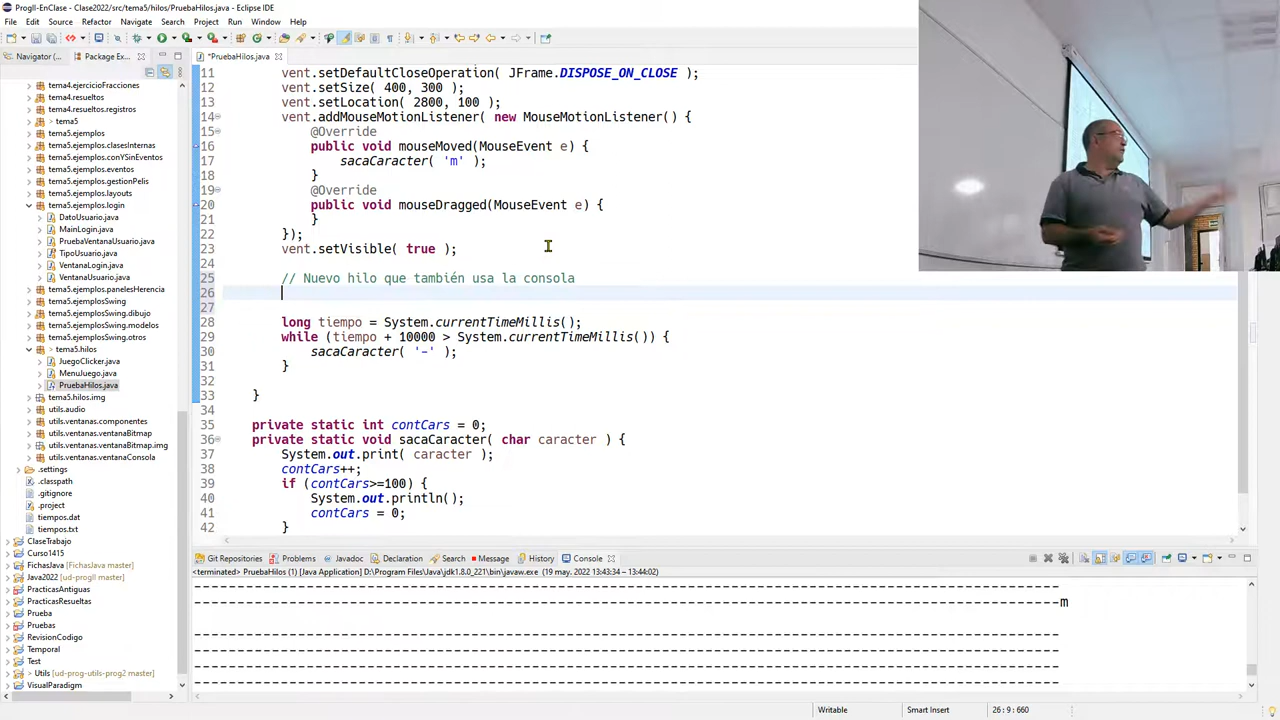 ProgII-EnClase - Clase2022/src/tema5/hilos/PruebaHilos.java - Eclipse IDE
File Edit Source Refactor Navigate Search Project Run Window Help
Navigator (... Package Ex... *PruebaHilos.java
tema4.ejercicioFracciones
tema4.resueltos
tema4.resueltos.registros
tema5
tema5.ejemplos
tema5.ejemplos.clasesInternas
tema5.ejemplos.conYSinEventos
tema5.ejemplos.eventos
tema5.ejemplos.gestionPelis
tema5.ejemplos.layouts
tema5.ejemplos.login
DatoUsuario.java
MainLogin.java
PruebaVentanaUsuario.java
TipoUsuario.java
VentanaLogin.java
VentanaUsuario.java
tema5.ejemplos.panelesHerencia
tema5.ejemplosSwing
tema5.ejemplosSwing.dibujo
tema5.ejemplosSwing.modelos
tema5.ejemplosSwing.otros
tema5.hilos
JuegoClicker.java
MenuJuego.java
PruebaHilos.java
tema5.hilos.img
utils.audio
utils.ventanas.componentes
utils.ventanas.ventanaBitmap
utils.ventanas.ventanaBitmap.img
utils.ventanas.ventanaConsola
.settings
.classpath
.gitignore
.project
tiempos.dat
tiempos.txt
ClaseTrabajo
Curso1415
FichasJava [FichasJava master]
Java2022 [ud-progII master]
PracticasAntiguas
PracticasResueltas
Prueba
Pruebas
RevisionCodigo
Temporal
Test
Utils [ud-prog-utils-prog2 master]
VisualParadigm
11 vent.setDefaultCloseOperation( JFrame.DISPOSE_ON_CLOSE );
12 vent.setSize( 400, 300 );
13 vent.setLocation( 2800, 100 );
14 vent.addMouseMotionListener( new MouseMotionListener() {
15 @Override
16 public void mouseMoved(MouseEvent e) {
17 sacaCaracter( 'm' );
18 }
19 @Override
20 public void mouseDragged(MouseEvent e) {
21 }
22 });
23 vent.setVisible( true );
24
25 // Nuevo hilo que también usa la consola
26
27
28 long tiempo = System.currentTimeMillis();
29 while (tiempo + 10000 > System.currentTimeMillis()) {
30 sacaCaracter( '-' );
31 }
32
33 }
34
35 private static int contCars = 0;
36 private static void sacaCaracter( char caracter ) {
37 System.out.print( caracter );
38 contCars++;
39 if (contCars>=100) {
40 System.out.println();
41 contCars = 0;
42 }
Git Repositories Problems Javadoc Declaration Search Message History Console
<terminated> PruebaHilos (1) [Java Application] D:\Program Files\Java\jdk1.8.0_221\bin\javaw.exe (19 may. 2022 13:43:34 – 13:44:02)
m
Writable Smart Insert 26 : 9 : 660